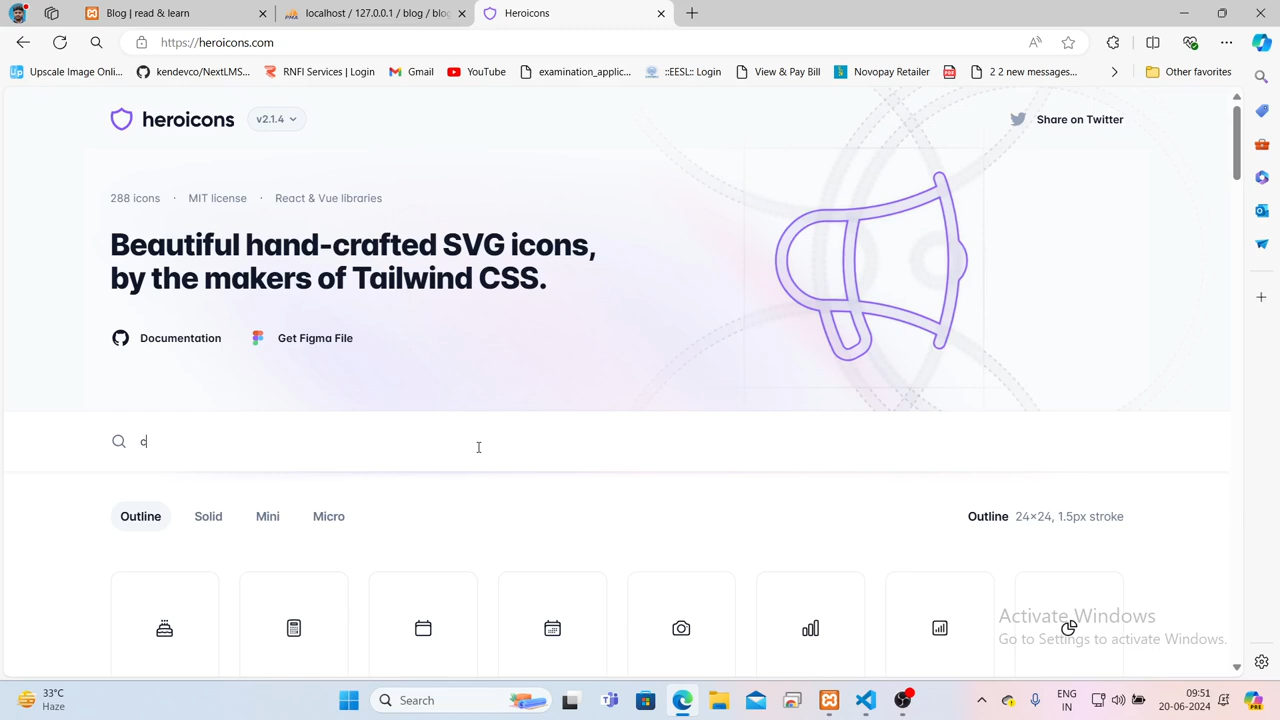 Blog | read & learn
localhost / 127.0.0.1 / blog / blog
Heroicons
https://heroicons.com
Upscale Image Onli...
kendevco/NextLMS...
RNFI Services | Login
Gmail
YouTube
examination_applic...
::EESL:: Login
View & Pay Bill
Novopay Retailer
2 2 new messages...
Other favorites
heroicons
v2.1.4
Share on Twitter
288 icons · MIT license · React & Vue libraries
Beautiful hand-crafted SVG icons,
by the makers of Tailwind CSS.
Documentation
Get Figma File
c
Outline
Solid
Mini
Micro
Outline 24×24, 1.5px stroke
Activate Windows
Go to Settings to activate Windows.
33°C
Haze
Search
ENG
IN
09:51
20-06-2024